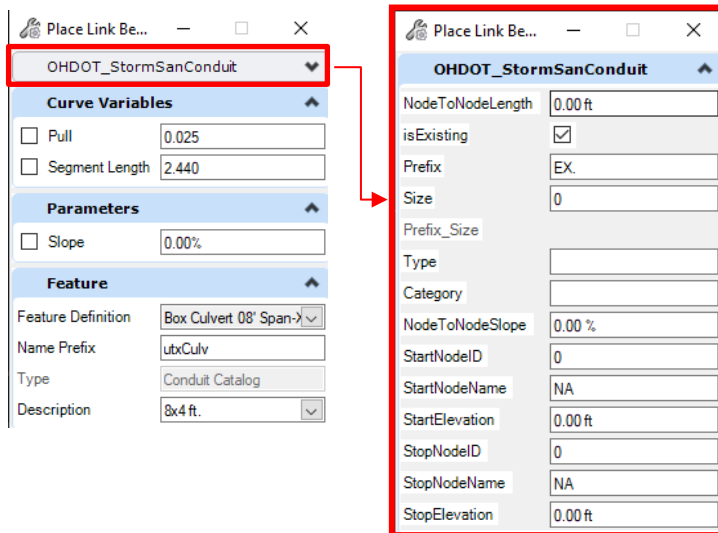 Place Link Be...
OHDOT_StormSanConduit
Curve Variables
Pull 0.025
Segment Length 2.440
Parameters
Slope 0.00%
Feature
Feature Definition Box Culvert 08' Span-X
Name Prefix utxCulv
Type Conduit Catalog
Description 8x4 ft.
Place Link Be...
OHDOT_StormSanConduit
NodeToNodeLength 0.00 ft
isExisting
Prefix EX.
Size 0
Prefix_Size
Type
Category
NodeToNodeSlope 0.00 %
StartNodeID 0
StartNodeName NA
StartElevation 0.00 ft
StopNodeID 0
StopNodeName NA
StopElevation 0.00 ft